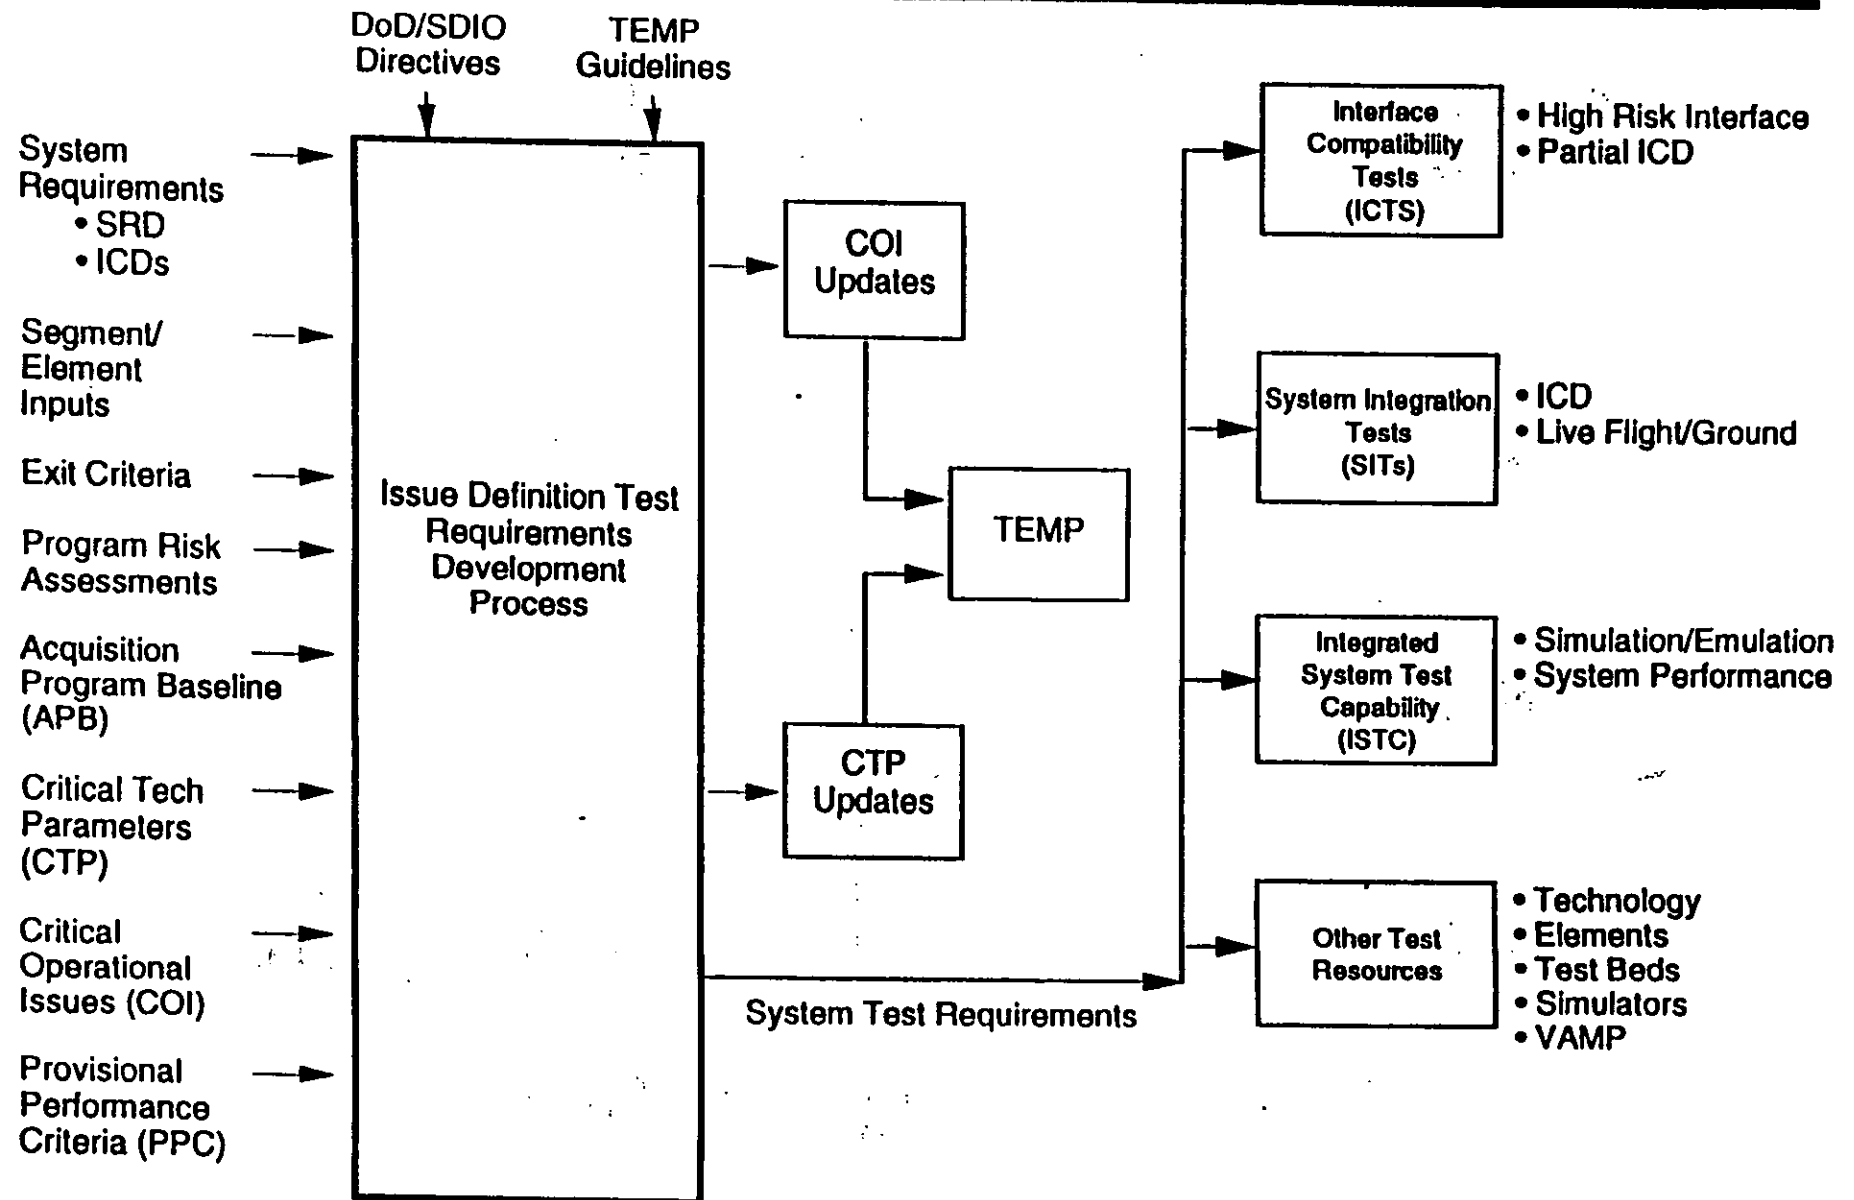 DoD/SDIO
Directives
TEMP
Guidelines
System
Requirements
• SRD
• ICDs
Segment/
Element
Inputs
Exit Criteria
Program Risk
Assessments
Acquisition
Program Baseline
(APB)
Critical Tech
Parameters
(CTP)
Critical
Operational
Issues (COI)
Provisional
Performance
Criteria (PPC)
Issue Definition Test
Requirements
Development
Process
COI
Updates
TEMP
CTP
Updates
System Test Requirements
Interface
Compatibility
Tests
(ICTS)
• High Risk Interface
• Partial ICD
System Integration
Tests
(SITs)
• ICD
• Live Flight/Ground
Integrated
System Test
Capability
(ISTC)
• Simulation/Emulation
• System Performance
Other Test
Resources
• Technology
• Elements
• Test Beds
• Simulators
• VAMP